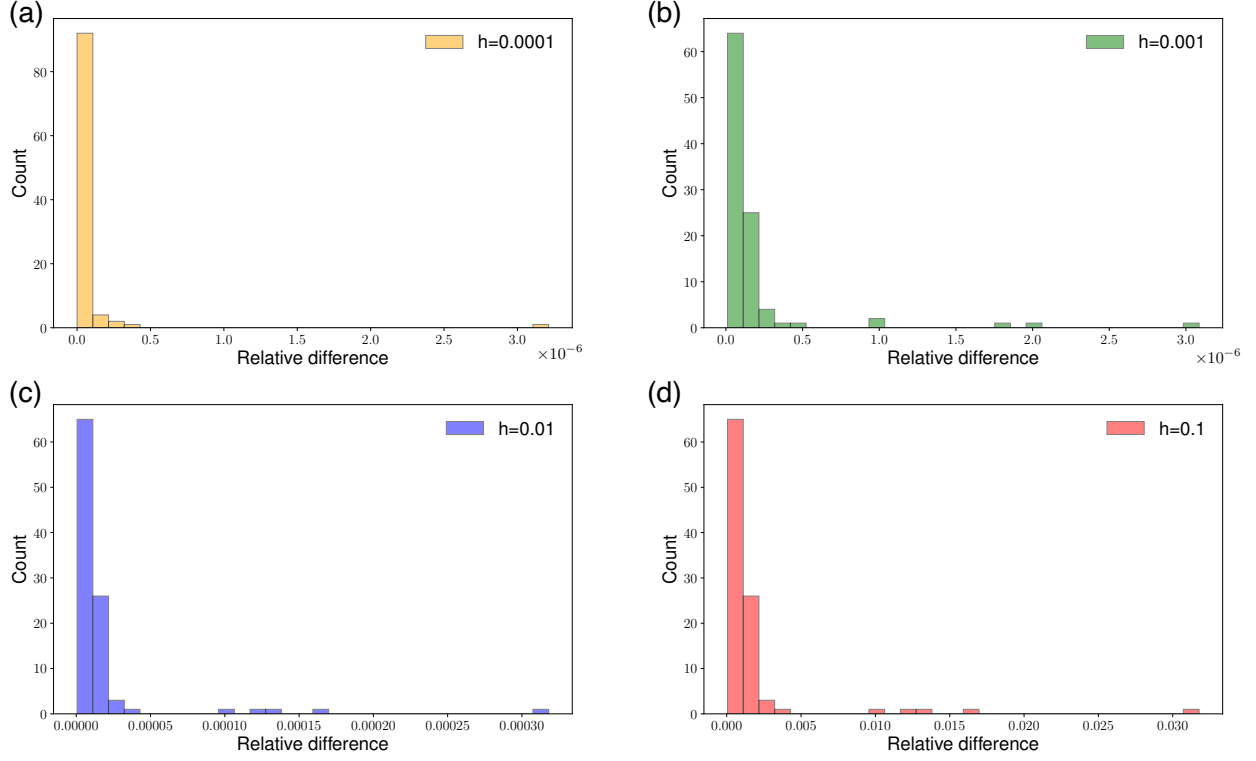 (a)
h=0.0001
Count
80
60
40
20
0
0.0 0.5 1.0 1.5 2.0 2.5 3.0
×10−6
Relative difference
(b)
h=0.001
Count
60
50
40
30
20
10
0
0.0 0.5 1.0 1.5 2.0 2.5 3.0
×10−6
Relative difference
(c)
h=0.01
Count
60
50
40
30
20
10
0
0.00000 0.00005 0.00010 0.00015 0.00020 0.00025 0.00030
Relative difference
(d)
h=0.1
Count
60
50
40
30
20
10
0
0.000 0.005 0.010 0.015 0.020 0.025 0.030
Relative difference